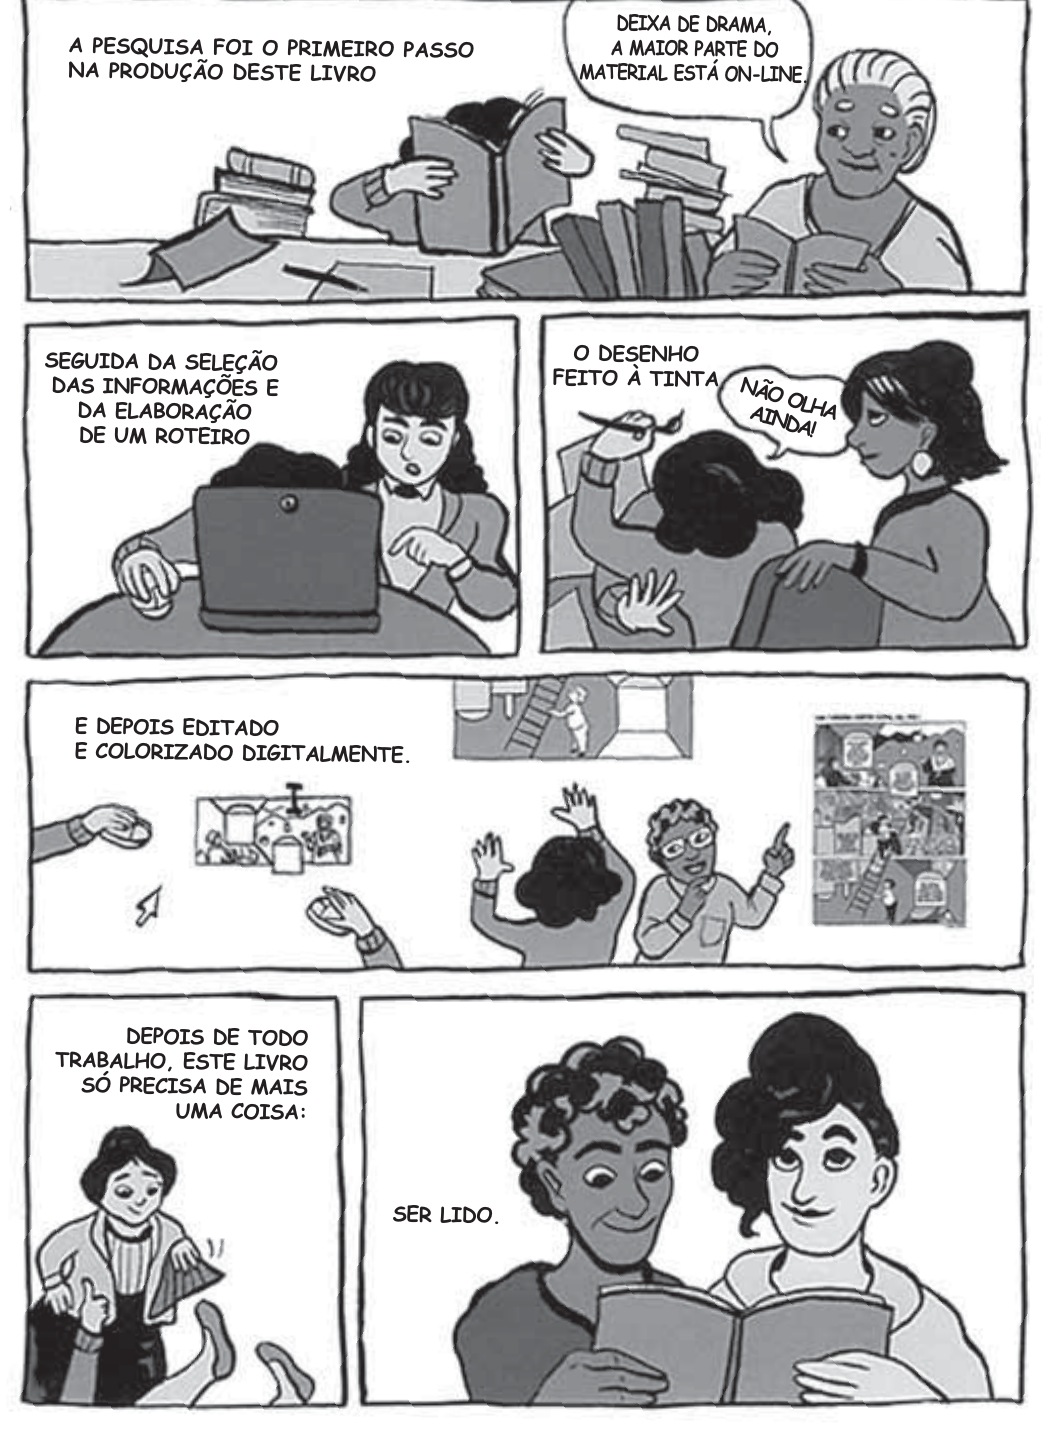 A PESQUISA FOI O PRIMEIRO PASSO
NA PRODUÇÃO DESTE LIVRO
DEIXA DE DRAMA,
A MAIOR PARTE DO
MATERIAL ESTÁ ON-LINE.
SEGUIDA DA SELEÇÃO
DAS INFORMAÇÕES E
DA ELABORAÇÃO
DE UM ROTEIRO
O DESENHO
FEITO À TINTA
NÃO OLHA
AINDA!
E DEPOIS EDITADO
E COLORIZADO DIGITALMENTE.
DEPOIS DE TODO
TRABALHO, ESTE LIVRO
SÓ PRECISA DE MAIS
UMA COISA:
SER LIDO.